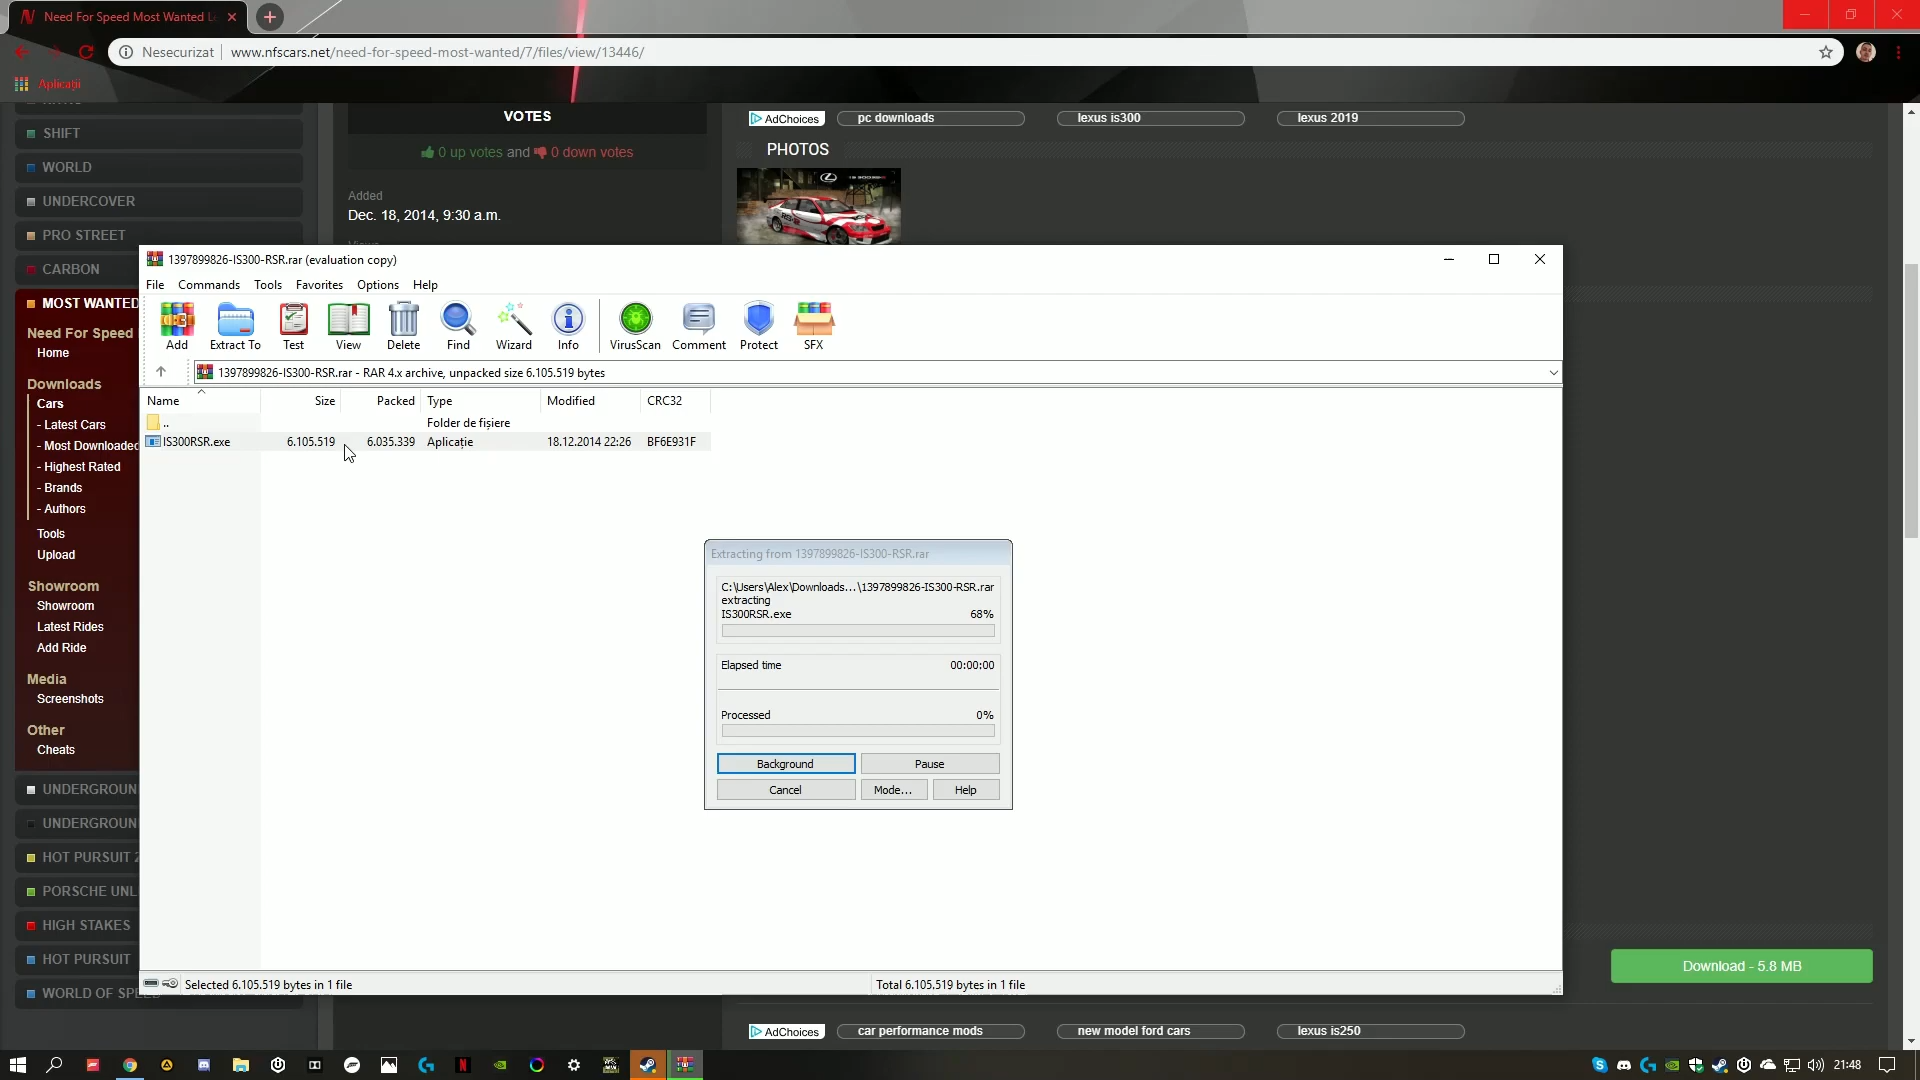 Need For Speed Most Wanted L
Nesecurizat
www.nfscars.net/need-for-speed-most-wanted/7/files/view/13446/
Aplicații
SHIFT
WORLD
UNDERCOVER
PRO STREET
CARBON
MOST WANTED
Need For Speed
Home
Downloads
Cars
- Latest Cars
- Most Downloaded
- Highest Rated
- Brands
- Authors
Tools
Upload
Showroom
Showroom
Latest Rides
Add Ride
Media
Screenshots
Other
Cheats
UNDERGROUN
UNDERGROUN
HOT PURSUIT 2
PORSCHE UNL
HIGH STAKES
HOT PURSUIT
WORLD OF SPEED
VOTES
0 up votes and 0 down votes
Added
Dec. 18, 2014, 9:30 a.m.
AdChoices
pc downloads
lexus is300
lexus 2019
PHOTOS
1397899826-IS300-RSR.rar (evaluation copy)
File Commands Tools Favorites Options Help
Add Extract To Test View Delete Find Wizard Info VirusScan Comment Protect SFX
1397899826-IS300-RSR.rar - RAR 4.x archive, unpacked size 6.105.519 bytes
Name Size Packed Type Modified CRC32
.. Folder de fișiere
IS300RSR.exe 6.105.519 6.035.339 Aplicație 18.12.2014 22:26 BF6E931F
Extracting from 1397899826-IS300-RSR.rar
C:\Users\Alex\Downloads...\1397899826-IS300-RSR.rar
extracting
IS300RSR.exe 68%
Elapsed time 00:00:00
Processed 0%
Background Pause
Cancel Mode... Help
Selected 6.105.519 bytes in 1 file
Total 6.105.519 bytes in 1 file
Download - 5.8 MB
AdChoices
car performance mods
new model ford cars
lexus is250
21:48